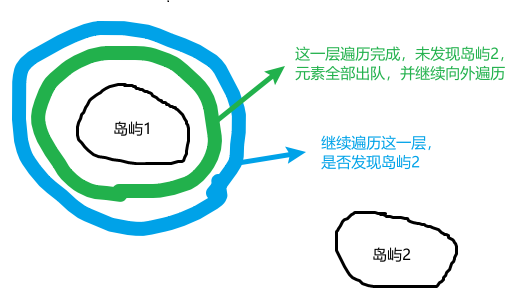 这一层遍历完成，未发现岛屿2，
元素全部出队，并继续向外遍历
岛屿1
继续遍历这一层，
是否发现岛屿2
岛屿2